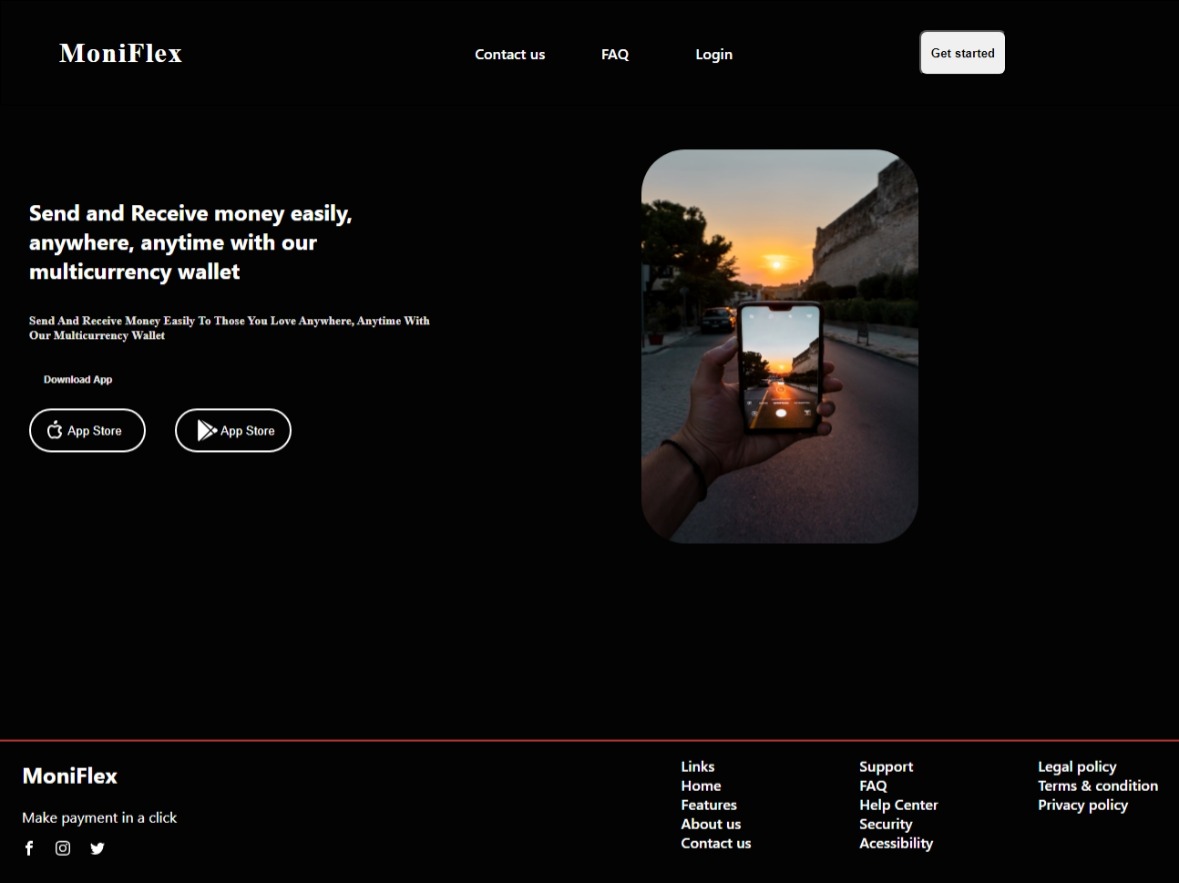 MoniFlex
Contact us
FAQ
Login
Get started
Send and Receive money easily,
anywhere, anytime with our
multicurrency wallet
Send And Receive Money Easily To Those You Love Anywhere, Anytime With
Our Multicurrency Wallet
Download App
App Store
App Store
MoniFlex
Make payment in a click
Links
Home
Features
About us
Contact us
Support
FAQ
Help Center
Security
Acessibility
Legal policy
Terms & condition
Privacy policy